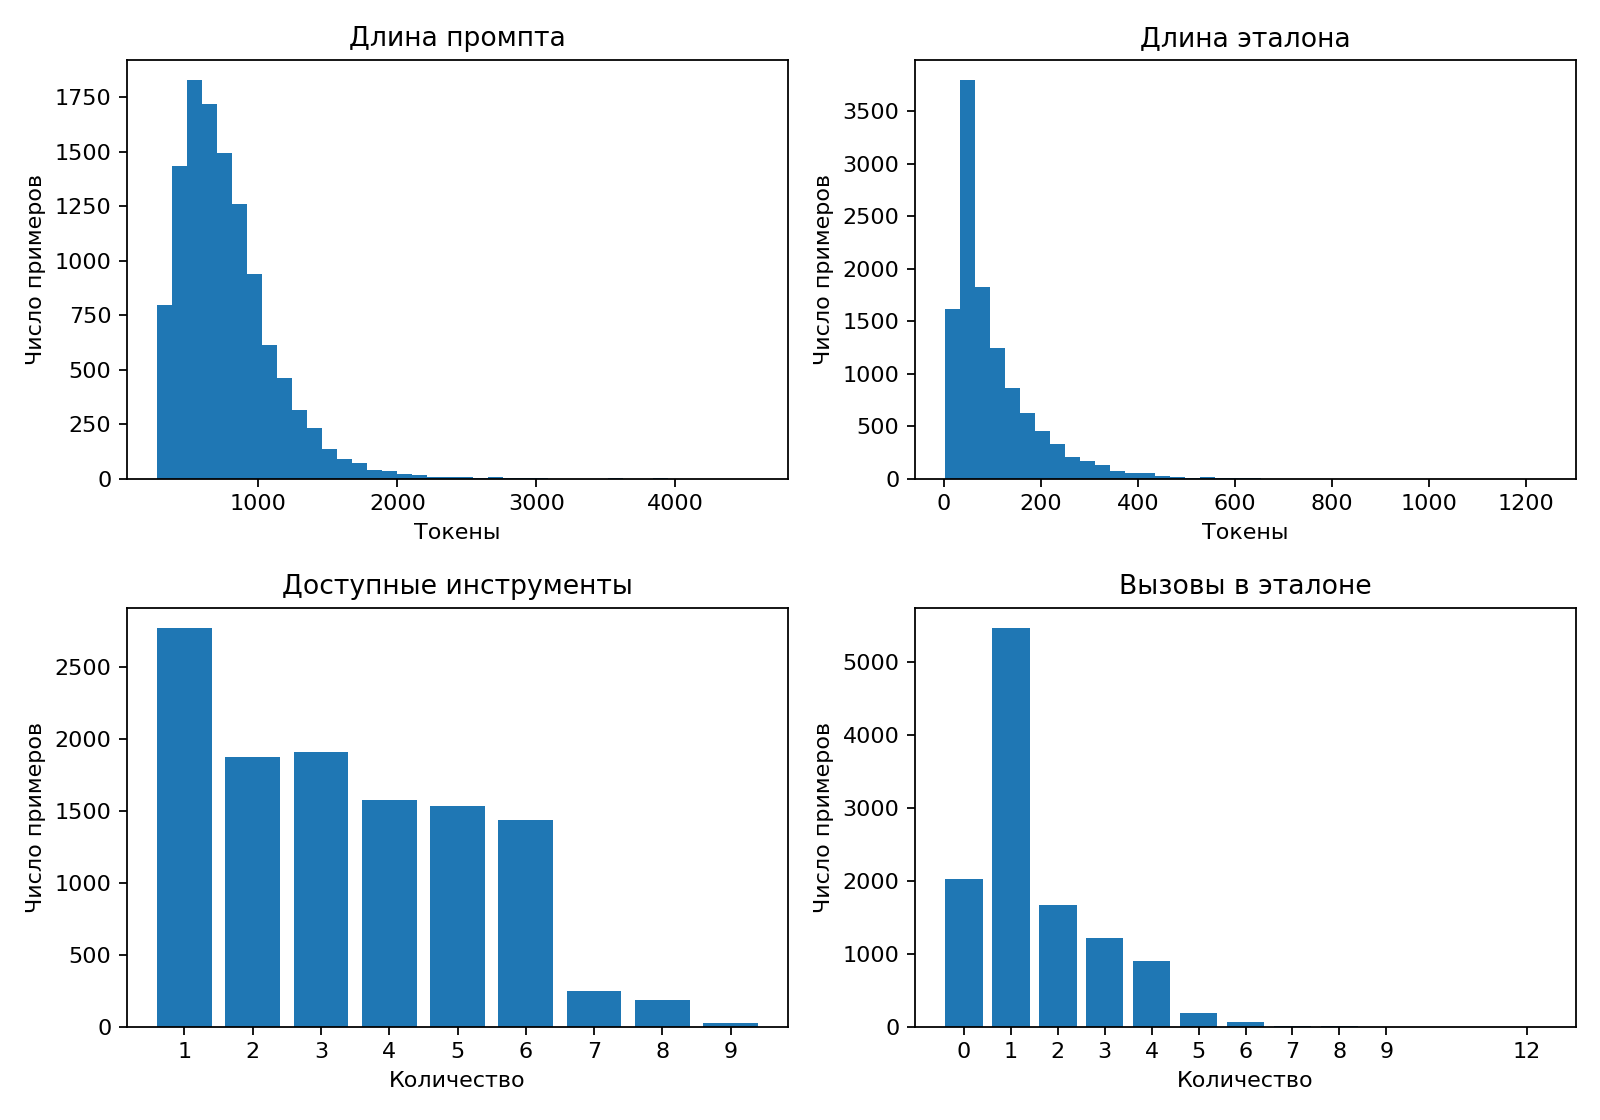 Длина промпта
Число примеров
1750
1500
1250
1000
750
500
250
0
1000 2000 3000 4000
Токены
Длина эталона
Число примеров
3500
3000
2500
2000
1500
1000
500
0
0 200 400 600 800 1000 1200
Токены
Доступные инструменты
Число примеров
2500
2000
1500
1000
500
0
1 2 3 4 5 6 7 8 9
Количество
Вызовы в эталоне
Число примеров
5000
4000
3000
2000
1000
0
0 1 2 3 4 5 6 7 8 9 12
Количество